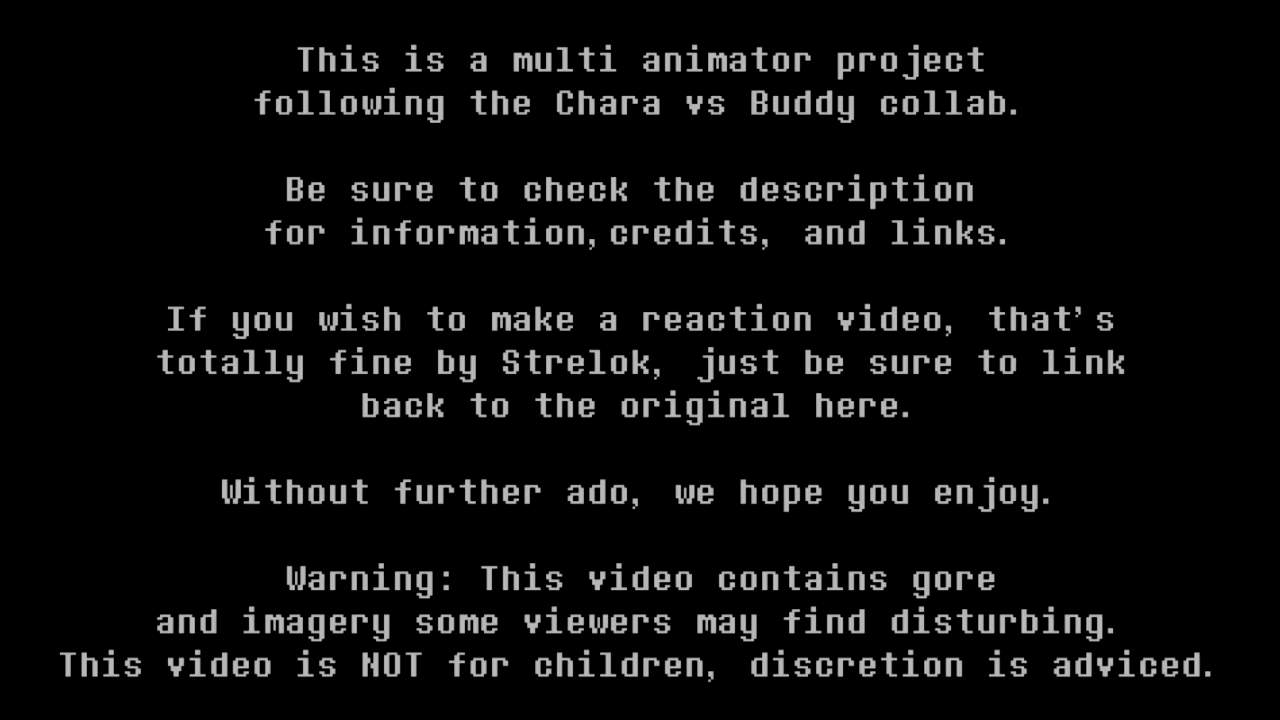 This is a multi animator project
following the Chara vs Buddy collab.
Be sure to check the description
for information, credits, and links.
If you wish to make a reaction video, that's
totally fine by Strelok, just be sure to link
back to the original here.
Without further ado, we hope you enjoy.
Warning: This video contains gore
and imagery some viewers may find disturbing.
This video is NOT for children, discretion is adviced.